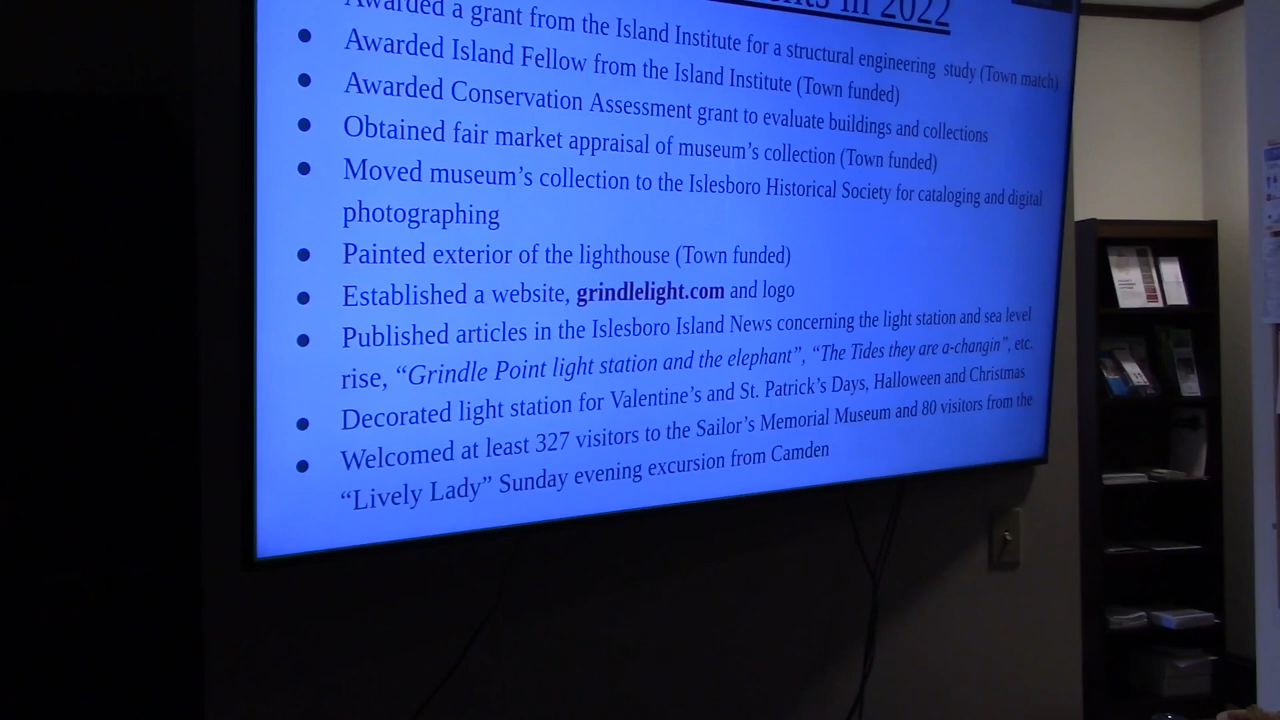 in 2022
Awarded a grant from the Island Institute for a structural engineering study (Town match)
Awarded Island Fellow from the Island Institute (Town funded)
Awarded Conservation Assessment grant to evaluate buildings and collections
Obtained fair market appraisal of museum’s collection (Town funded)
Moved museum’s collection to the Islesboro Historical Society for cataloging and digital
photographing
Painted exterior of the lighthouse (Town funded)
Established a website, grindlelight.com and logo
Published articles in the Islesboro Island News concerning the light station and sea level
rise, “Grindle Point light station and the elephant”, “The Tides they are a-changin”, etc.
Decorated light station for Valentine’s and St. Patrick’s Days, Halloween and Christmas
Welcomed at least 327 visitors to the Sailor’s Memorial Museum and 80 visitors from the
“Lively Lady” Sunday evening excursion from Camden